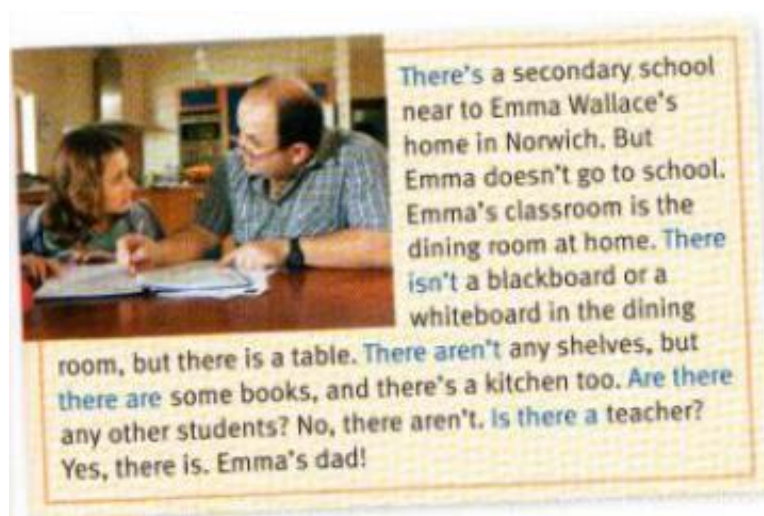 There's a secondary school
near to Emma Wallace's
home in Norwich. But
Emma doesn't go to school.
Emma's classroom is the
dining room at home. There
isn't a blackboard or a
whiteboard in the dining
room, but there is a table. There aren't any shelves, but
there are some books, and there's a kitchen too. Are there
any other students? No, there aren't. Is there a teacher?
Yes, there is. Emma's dad!